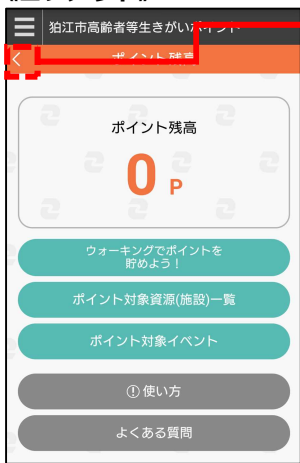 狛江市高齢者等生きがいポイント
ポイント残高
ポイント残高
0 P
ウォーキングでポイントを
貯めよう！
ポイント対象資源(施設)一覧
ポイント対象イベント
①使い方
よくある質問